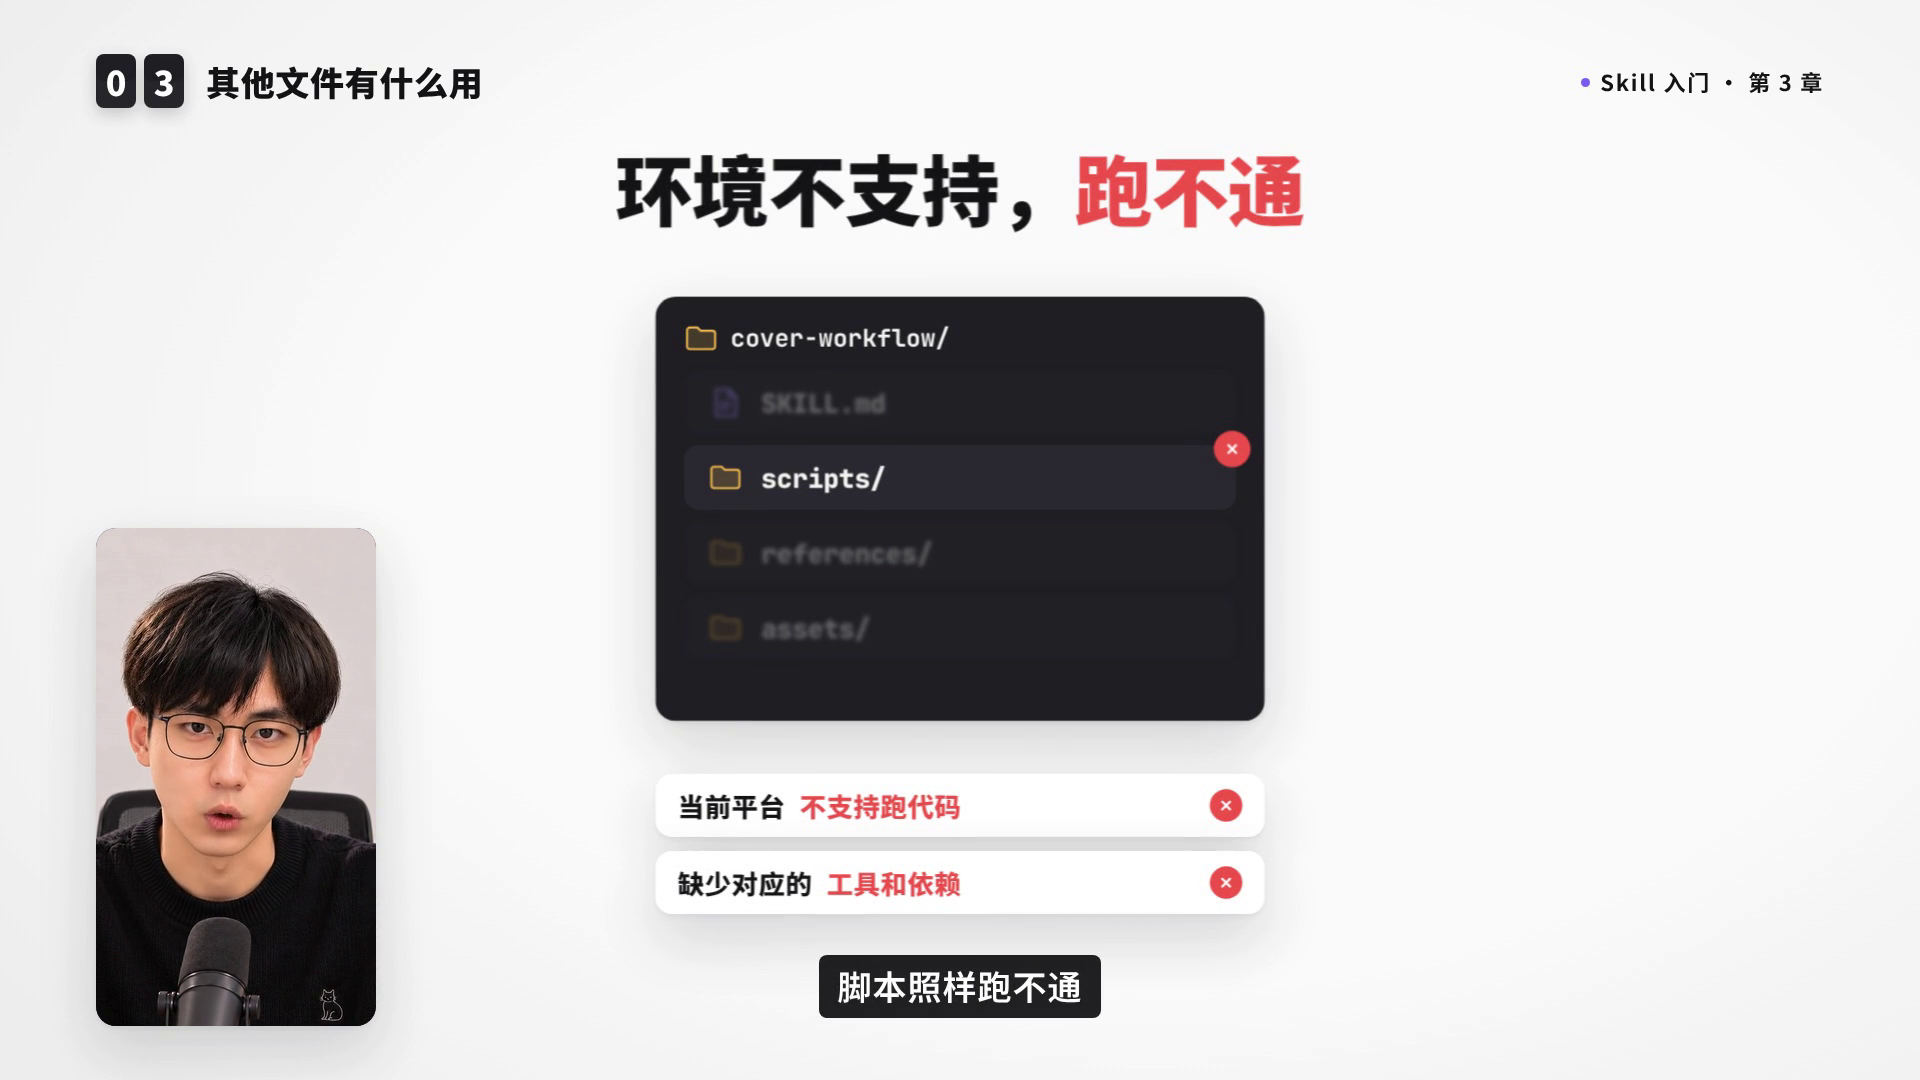 03 其他文件有什么用
Skill 入门 · 第 3 章
环境不支持，跑不通
cover-workflow/
SKILL.md
scripts/
references/
assets/
当前平台 不支持跑代码
缺少对应的 工具和依赖
脚本照样跑不通